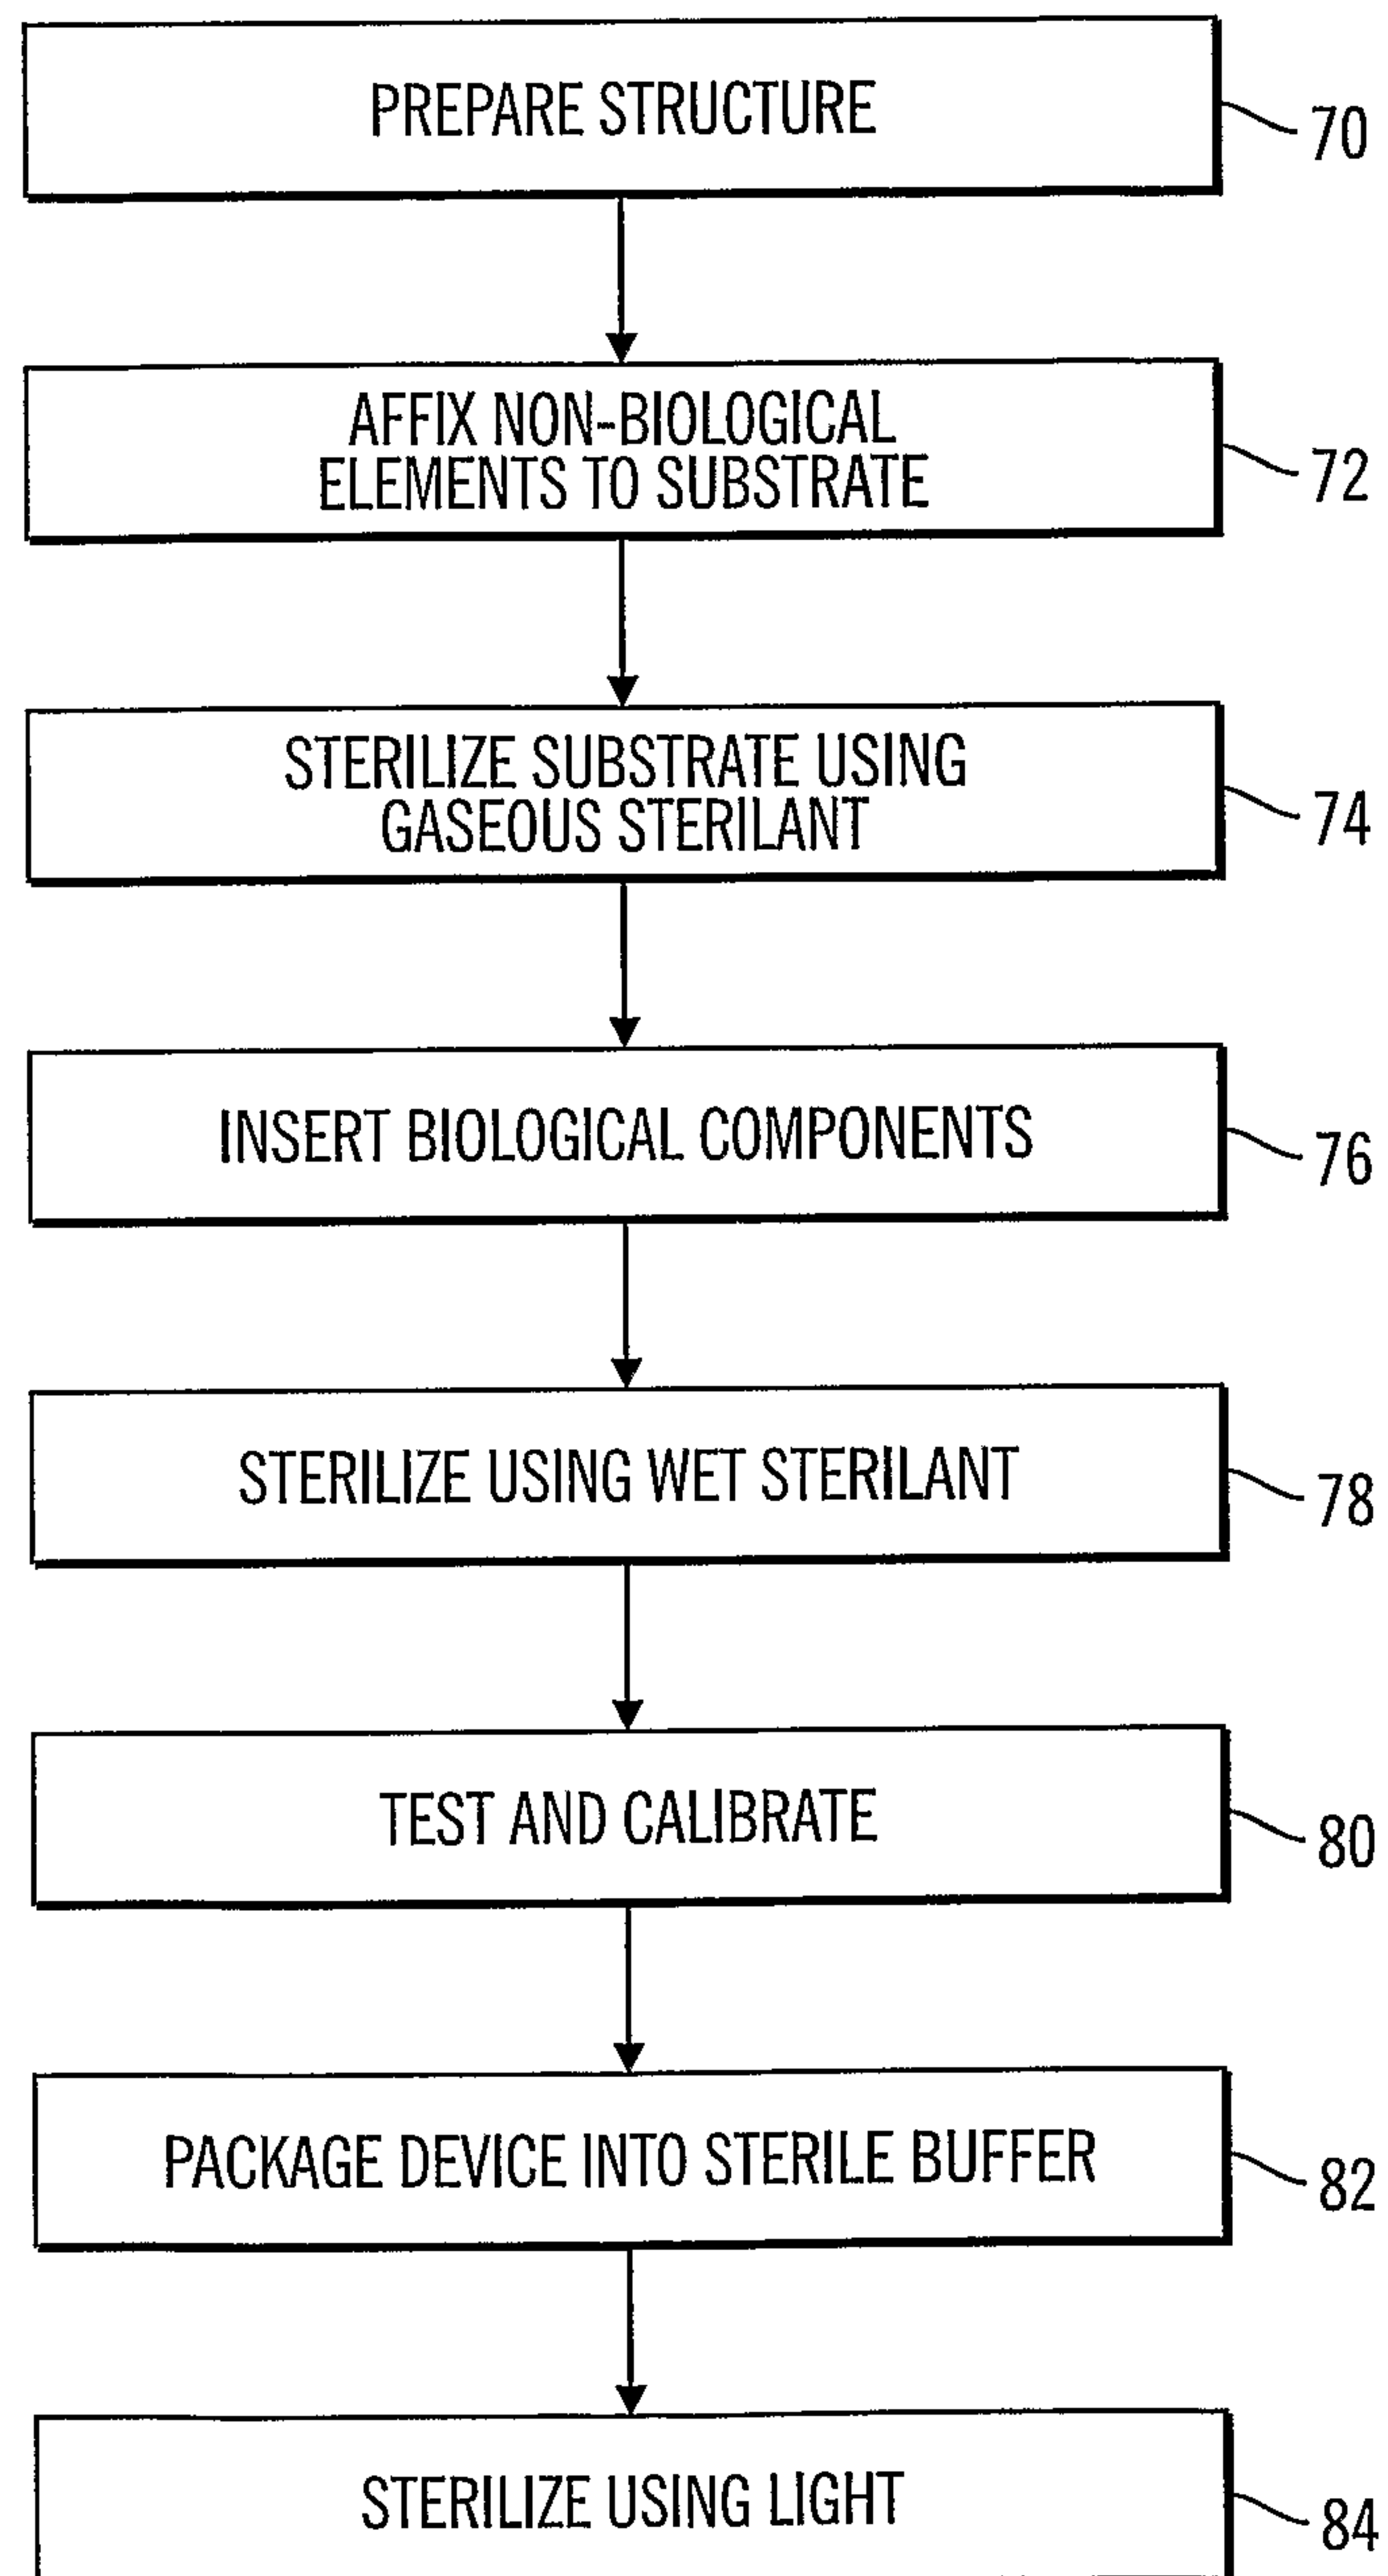 PREPARE STRUCTURE
70
AFFIX NON-BIOLOGICAL
ELEMENTS TO SUBSTRATE
72
STERILIZE SUBSTRATE USING
GASEOUS STERILANT
74
INSERT BIOLOGICAL COMPONENTS
76
STERILIZE USING WET STERILANT
78
TEST AND CALIBRATE
80
PACKAGE DEVICE INTO STERILE BUFFER
82
STERILIZE USING LIGHT
84